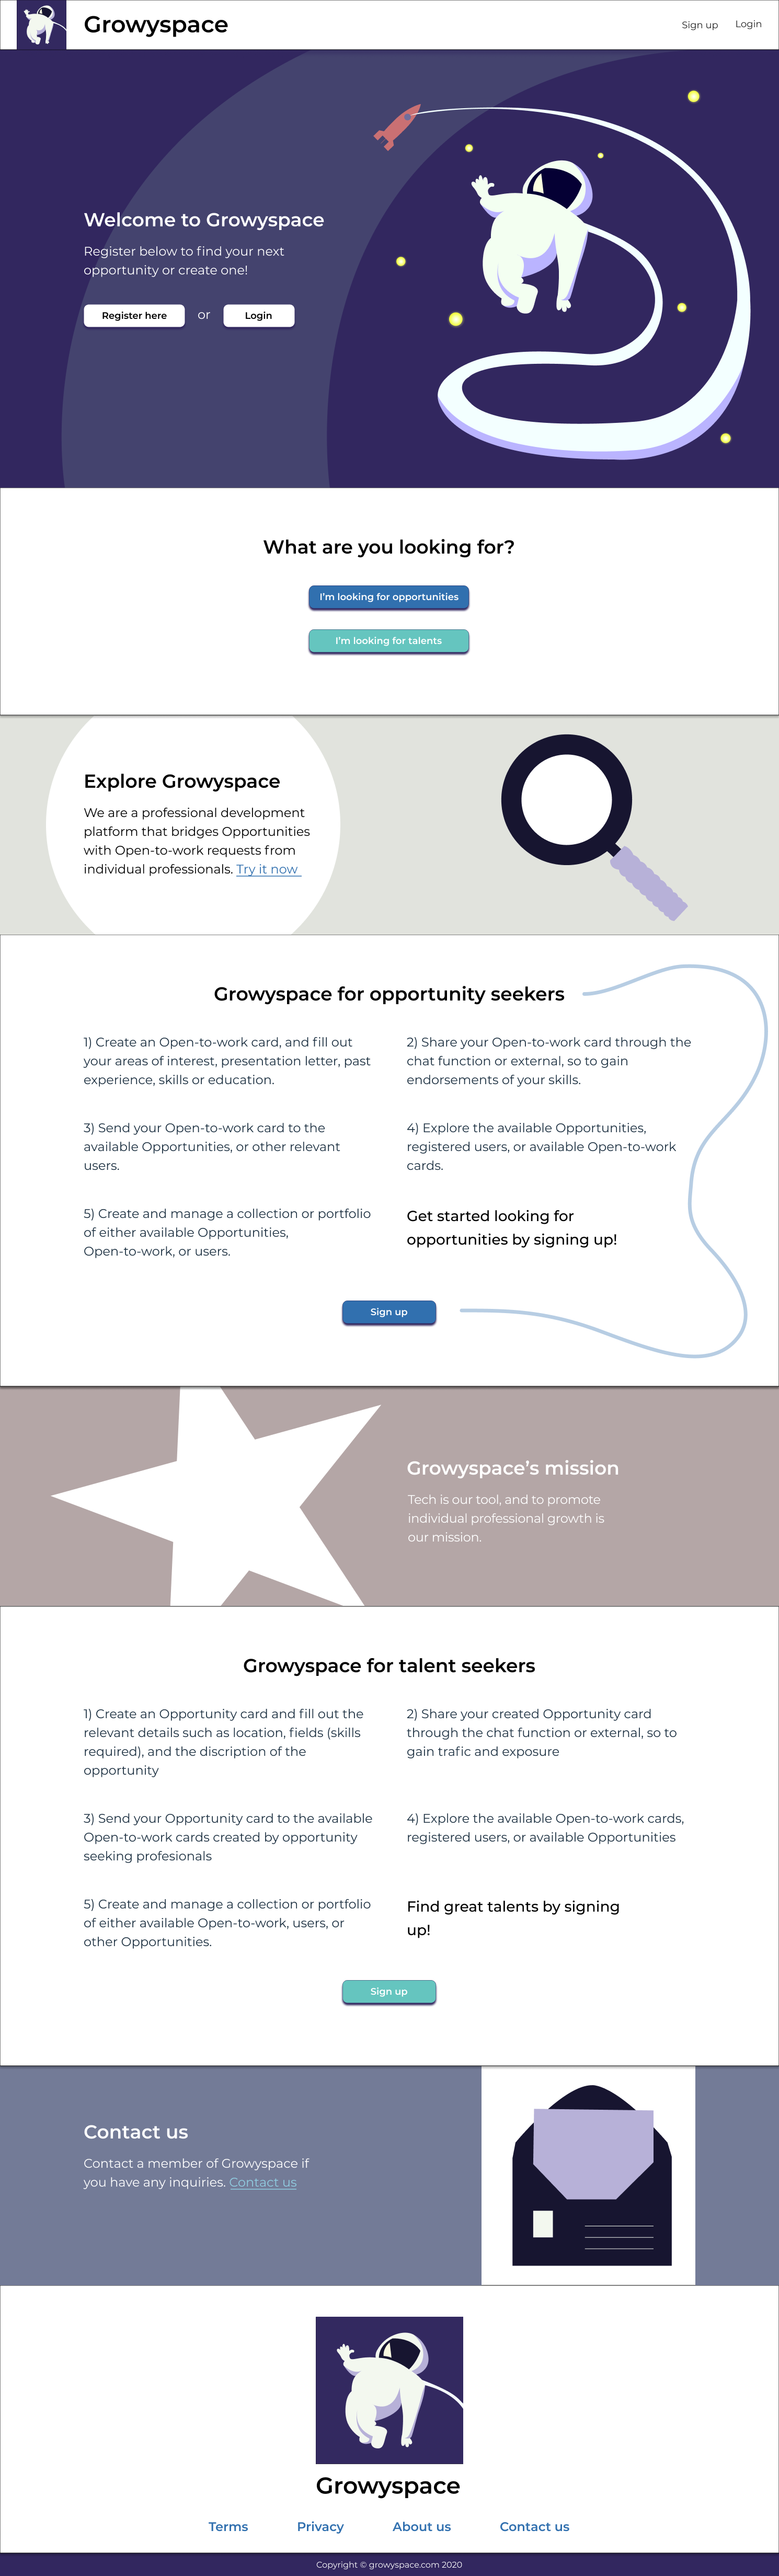 Growyspace
Sign up
Login
Welcome to Growyspace
Register below to find your next
opportunity or create one!
Register here
or
Login
What are you looking for?
I'm looking for opportunities
I'm looking for talents
Explore Growyspace
We are a professional development
platform that bridges Opportunities
with Open-to-work requests from
individual professionals. Try it now
Growyspace for opportunity seekers
1) Create an Open-to-work card, and fill out
your areas of interest, presentation letter, past
experience, skills or education.
2) Share your Open-to-work card through the
chat function or external, so to gain
endorsements of your skills.
3) Send your Open-to-work card to the
available Opportunities, or other relevant
users.
4) Explore the available Opportunities,
registered users, or available Open-to-work
cards.
5) Create and manage a collection or portfolio
of either available Opportunities,
Open-to-work, or users.
Get started looking for
opportunities by signing up!
Sign up
Growyspace's mission
Tech is our tool, and to promote
individual professional growth is
our mission.
Growyspace for talent seekers
1) Create an Opportunity card and fill out the
relevant details such as location, fields (skills
required), and the discription of the
opportunity
2) Share your created Opportunity card
through the chat function or external, so to
gain trafic and exposure
3) Send your Opportunity card to the available
Open-to-work cards created by opportunity
seeking profesionals
4) Explore the available Open-to-work cards,
registered users, or available Opportunities
5) Create and manage a collection or portfolio
of either available Open-to-work, users, or
other Opportunities.
Find great talents by signing
up!
Sign up
Contact us
Contact a member of Growyspace if
you have any inquiries. Contact us
Growyspace
Terms
Privacy
About us
Contact us
Copyright © growyspace.com 2020